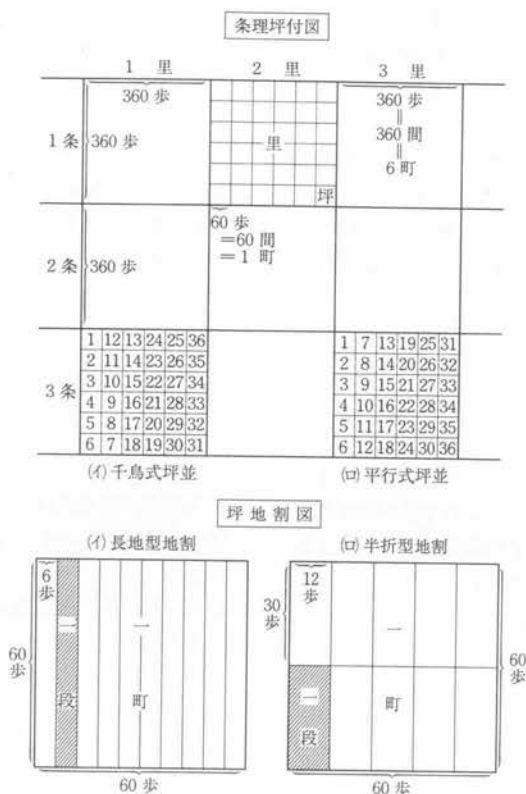 条理坪付図
1 里 2 里 3 里
360 歩
1 条
360 歩
里
坪
360 歩
‖
360 間
‖
6 町
2 条
360 歩
60 歩
＝60 間
＝1 町
3 条
1 12 13 24 25 36
2 11 14 23 26 35
3 10 15 22 27 34
4 9 16 21 28 33
5 8 17 20 29 32
6 7 18 19 30 31
1 7 13 19 25 31
2 8 14 20 26 32
3 9 15 21 27 33
4 10 16 22 28 34
5 11 17 23 29 35
6 12 18 24 30 36
(イ)千鳥式坪並
(ロ)平行式坪並
坪地割図
(イ)長地型地割
6歩
60歩
一段
一町
60 歩
(ロ)半折型地割
12歩
30歩
一段
一町
60歩
60 歩